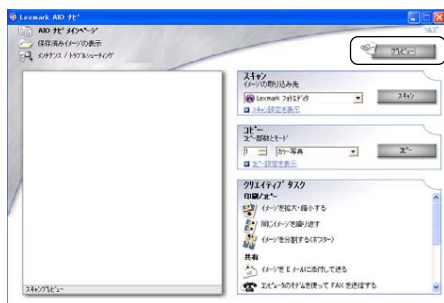 Lexmark AIO ナビ
AIO ナビ メインページ
ヘルプ
保存済みイメージの表示
メンテナンス / トラブルシューティング
プレビュー
スキャン
イメージの取り込み先
Lexmark フォトエディタ
スキャン
スキャン設定を表示
コピー
コピー部数とモード
1
カラー写真
コピー
コピー設定を表示
クリエイティブ タスク
印刷/コピー
イメージを拡大・縮小する
同じイメージを繰り返す
イメージを分割する(ポスター)
共有
イメージを E メールに添付して送る
コンピュータのモデムを使って FAX を送信する
スキャンプレビュー